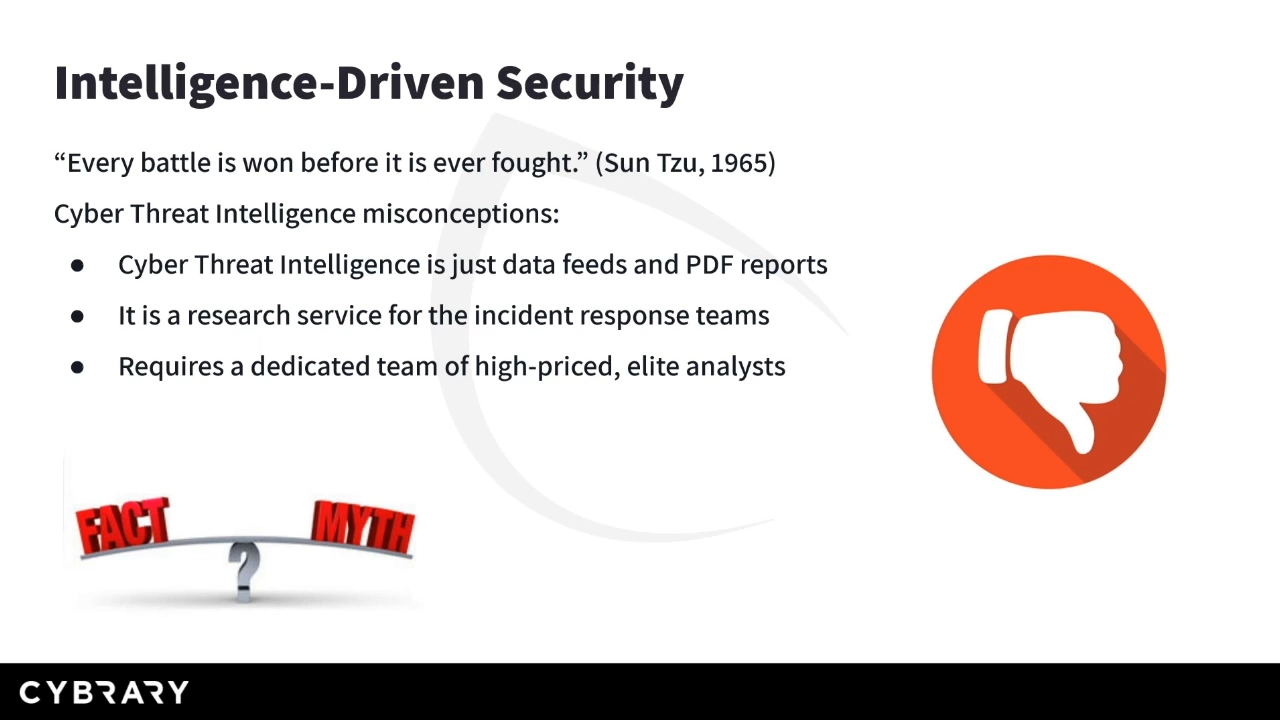 Intelligence-Driven Security
“Every battle is won before it is ever fought.” (Sun Tzu, 1965)
Cyber Threat Intelligence misconceptions:
● Cyber Threat Intelligence is just data feeds and PDF reports
● It is a research service for the incident response teams
● Requires a dedicated team of high-priced, elite analysts
FACT MYTH
?
CYBRARY